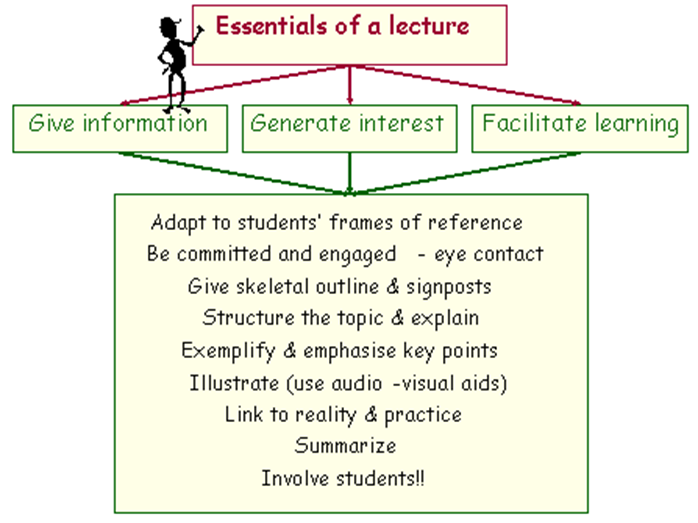 Essentials of a lecture
Give information
Generate interest
Facilitate learning
Adapt to students' frames of reference
Be committed and engaged - eye contact
Give skeletal outline & signposts
Structure the topic & explain
Exemplify & emphasise key points
Illustrate (use audio -visual aids)
Link to reality & practice
Summarize
Involve students!!